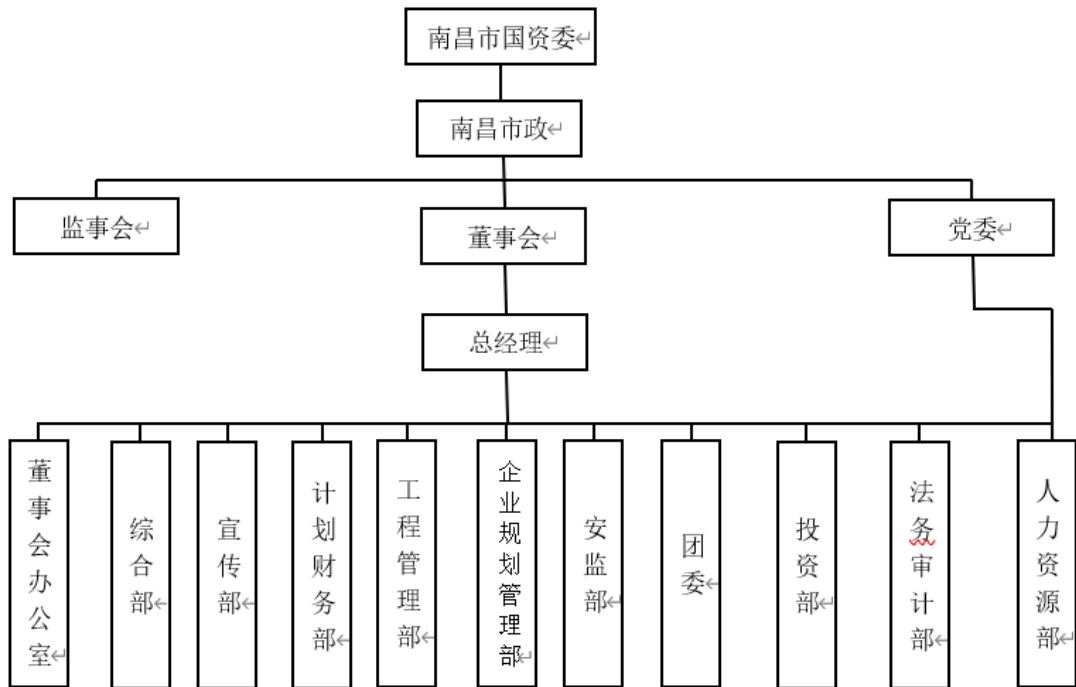 南昌市国资委
南昌市政
监事会
董事会
党委
总经理
董事会办公室
综合部
宣传部
计划财务部
工程管理部
企业规划管理部
安监部
团委
投资部
法务审计部
人力资源部